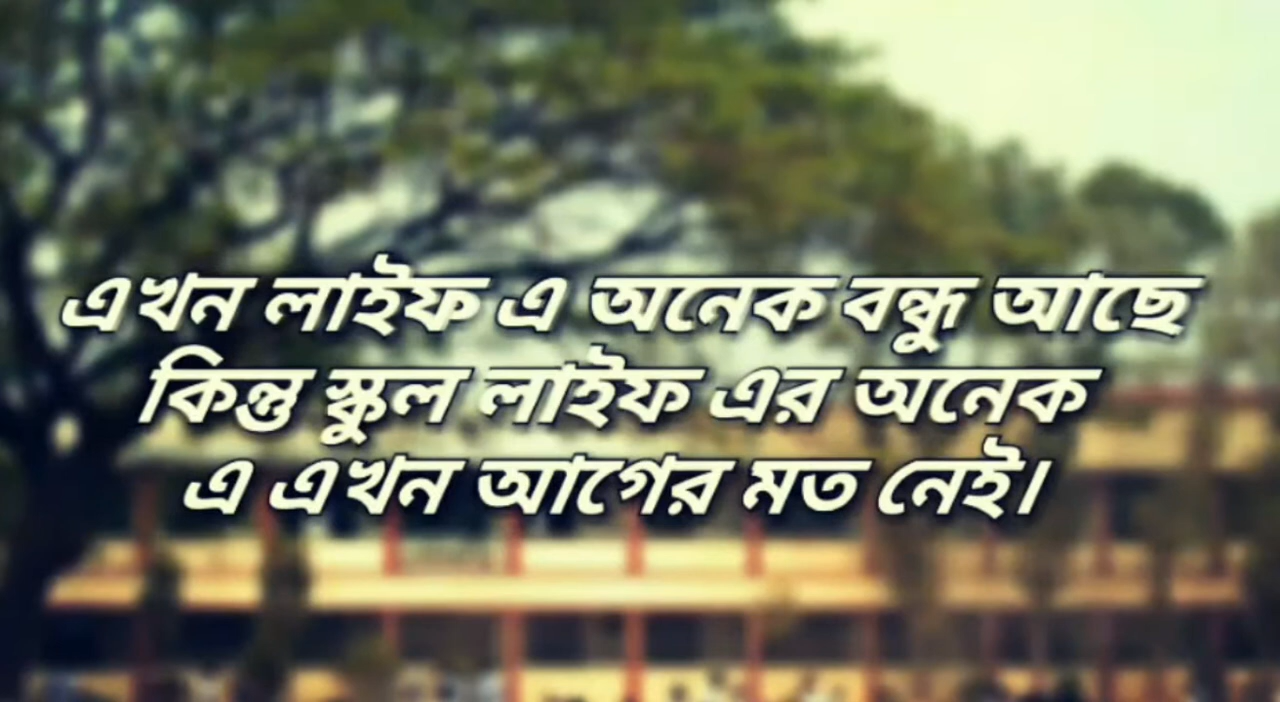 এখন লাইফ এ অনেক বন্ধু আছে
কিন্তু স্কুল লাইফ এর অনেক
এ এখন আগের মত নেই।